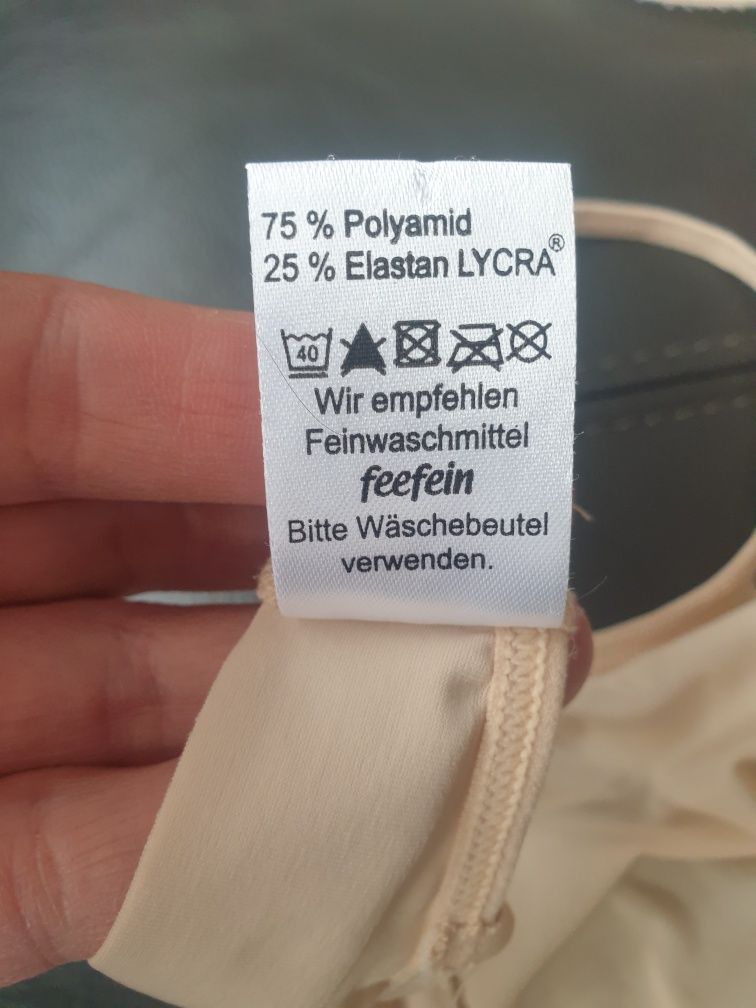 75 % Polyamid
25 % Elastan LYCRA®
40
Wir empfehlen
Feinwaschmittel
feefein
Bitte Wäschebeutel
verwenden.